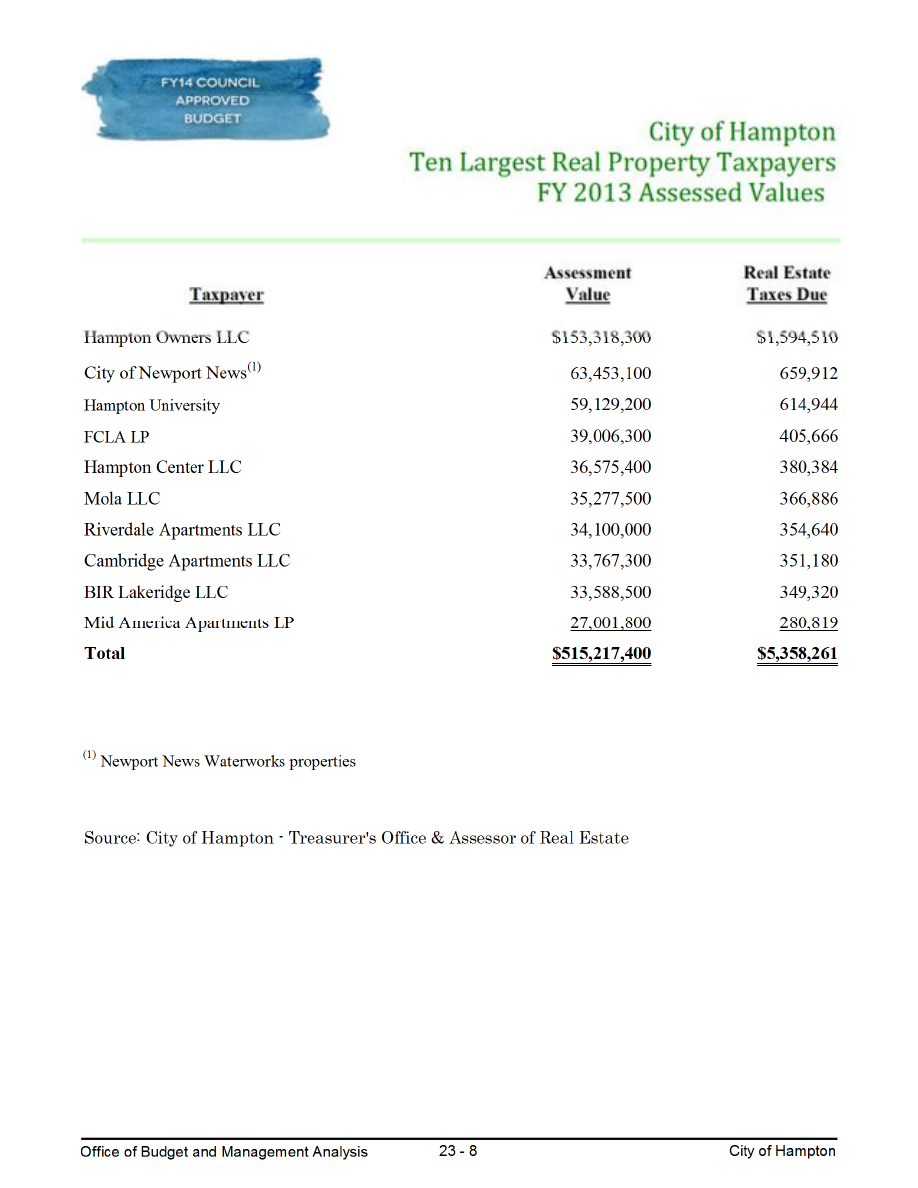 FY14 COUNCIL
APPROVED
BUDGET
City of Hampton
Ten Largest Real Property Taxpayers
FY 2013 Assessed Values
Assessment Real Estate
Taxpayer Value Taxes Due
Hampton Owners LLC $153,318,300 $1,594,510
City of Newport News(1) 63,453,100 659,912
Hampton University 59,129,200 614,944
FCLA LP 39,006,300 405,666
Hampton Center LLC 36,575,400 380,384
Mola LLC 35,277,500 366,886
Riverdale Apartments LLC 34,100,000 354,640
Cambridge Apartments LLC 33,767,300 351,180
BIR Lakeridge LLC 33,588,500 349,320
Mid America Apartments LP 27,001,800 280,819
Total $515,217,400 $5,358,261
(1) Newport News Waterworks properties
Source: City of Hampton - Treasurer's Office & Assessor of Real Estate
Office of Budget and Management Analysis 23 - 8 City of Hampton